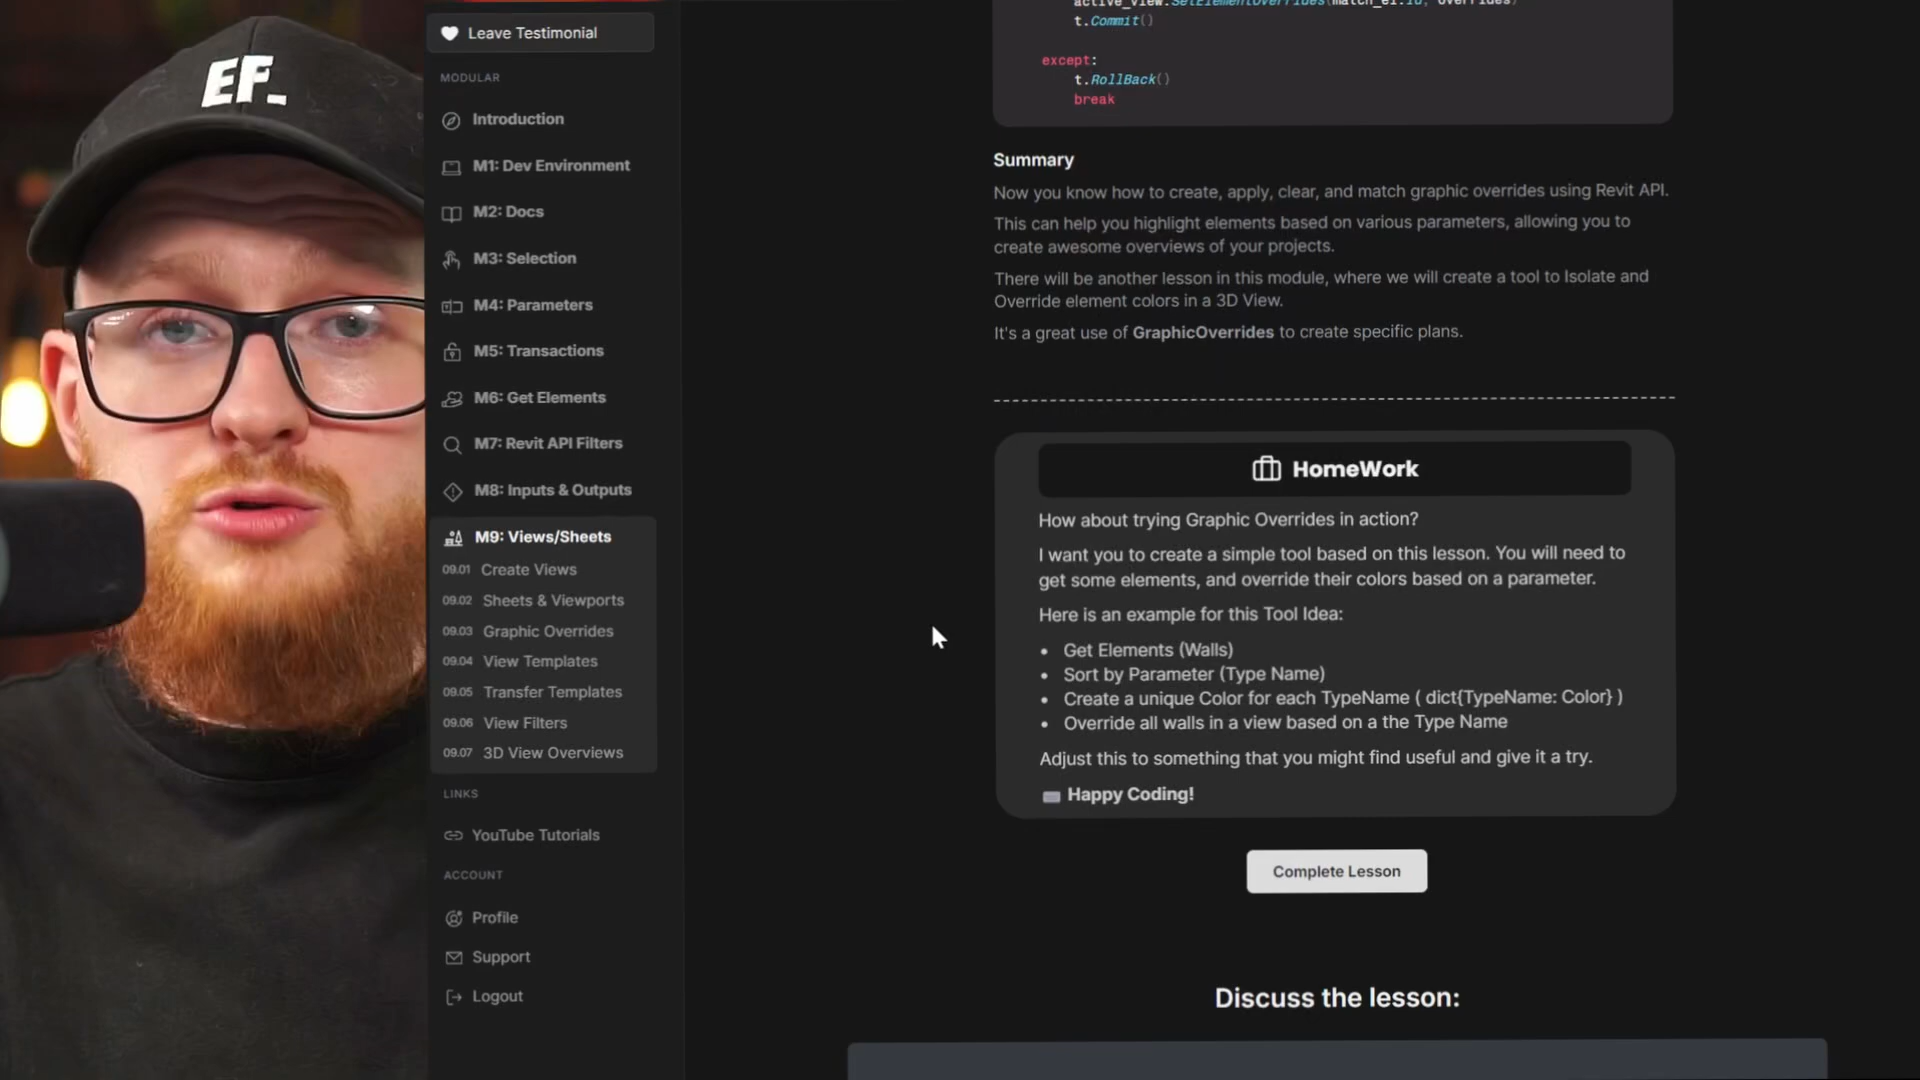 EF_
Leave Testimonial
MODULAR
Introduction
M1: Dev Environment
M2: Docs
M3: Selection
M4: Parameters
M5: Transactions
M6: Get Elements
M7: Revit API Filters
M8: Inputs & Outputs
M9: Views/Sheets
09.01 Create Views
09.02 Sheets & Viewports
09.03 Graphic Overrides
09.04 View Templates
09.05 Transfer Templates
09.06 View Filters
09.07 3D View Overviews
LINKS
YouTube Tutorials
ACCOUNT
Profile
Support
Logout
active_view.SetElementOverrides(match_el.Id, overrides)
t.Commit()
except:
t.RollBack()
break
Summary
Now you know how to create, apply, clear, and match graphic overrides using Revit API.
This can help you highlight elements based on various parameters, allowing you to
create awesome overviews of your projects.
There will be another lesson in this module, where we will create a tool to Isolate and
Override element colors in a 3D View.
It's a great use of GraphicOverrides to create specific plans.
HomeWork
How about trying Graphic Overrides in action?
I want you to create a simple tool based on this lesson. You will need to
get some elements, and override their colors based on a parameter.
Here is an example for this Tool Idea:
• Get Elements (Walls)
• Sort by Parameter (Type Name)
• Create a unique Color for each TypeName ( dict{TypeName: Color} )
• Override all walls in a view based on a the Type Name
Adjust this to something that you might find useful and give it a try.
Happy Coding!
Complete Lesson
Discuss the lesson: